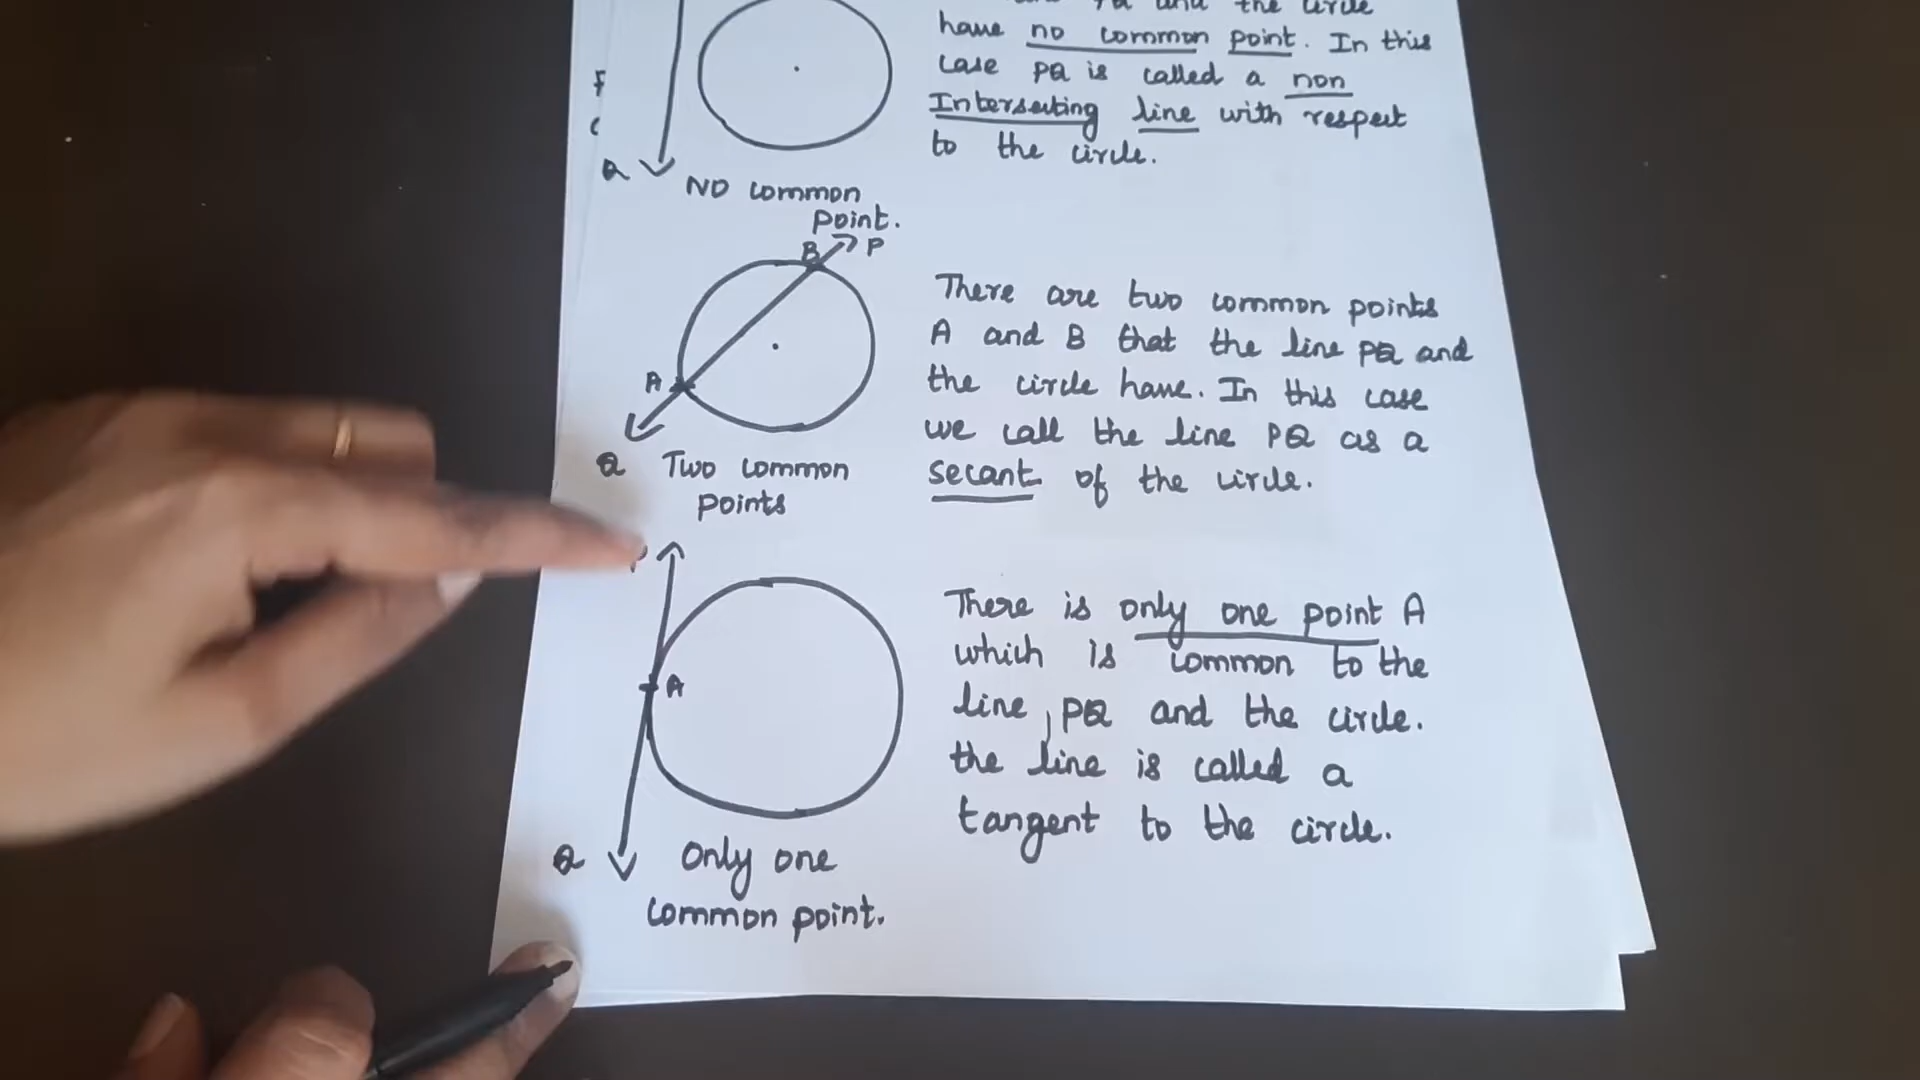 PQ and the circle
have no common point. In this
case PQ is called a non
Intersecting line with respect
to the circle.
Q
NO common
point.
B
P
A
Q
Two common
points
There are two common points
A and B that the line PQ and
the circle have. In this case
we call the line PQ as a
secant of the circle.
P
A
Q
Only one
common point.
There is only one point A
which is common to the
line PQ and the circle.
the line is called a
tangent to the circle.